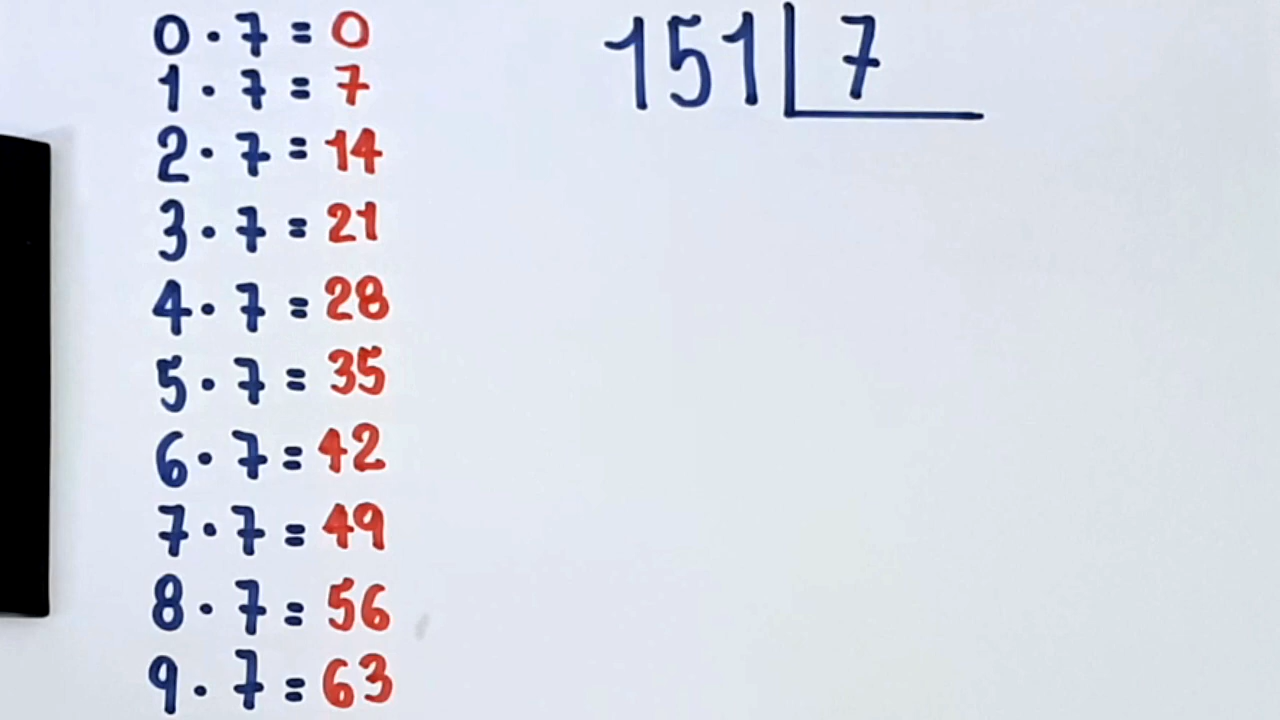 0 · 7 = 0
1 · 7 = 7
2 · 7 = 14
3 · 7 = 21
4 · 7 = 28
5 · 7 = 35
6 · 7 = 42
7 · 7 = 49
8 · 7 = 56
9 · 7 = 63
151 7